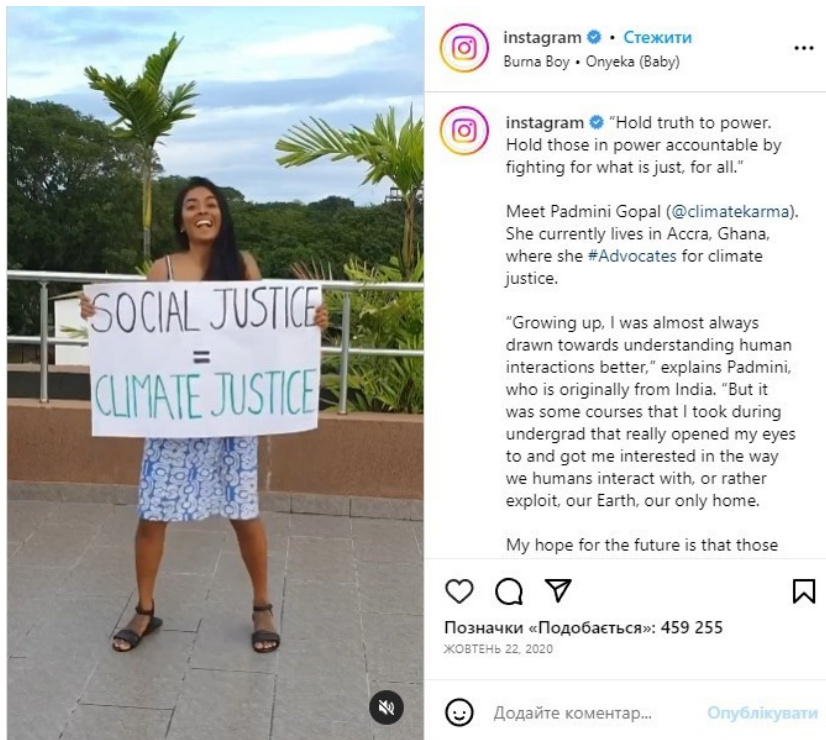 SOCIAL JUSTICE
=
CLIMATE JUSTICE
instagram • Стежити
Burna Boy • Onyeka (Baby)
instagram “Hold truth to power.
Hold those in power accountable by
fighting for what is just, for all.”
Meet Padmini Gopal (@climatekarma).
She currently lives in Accra, Ghana,
where she #Advocates for climate
justice.
“Growing up, I was almost always
drawn towards understanding human
interactions better,” explains Padmini,
who is originally from India. “But it
was some courses that I took during
undergrad that really opened my eyes
to and got me interested in the way
we humans interact with, or rather
exploit, our Earth, our only home.
My hope for the future is that those
Позначки «Подобається»: 459 255
ЖОВТЕНЬ 22, 2020
Додайте коментар... Опублікувати